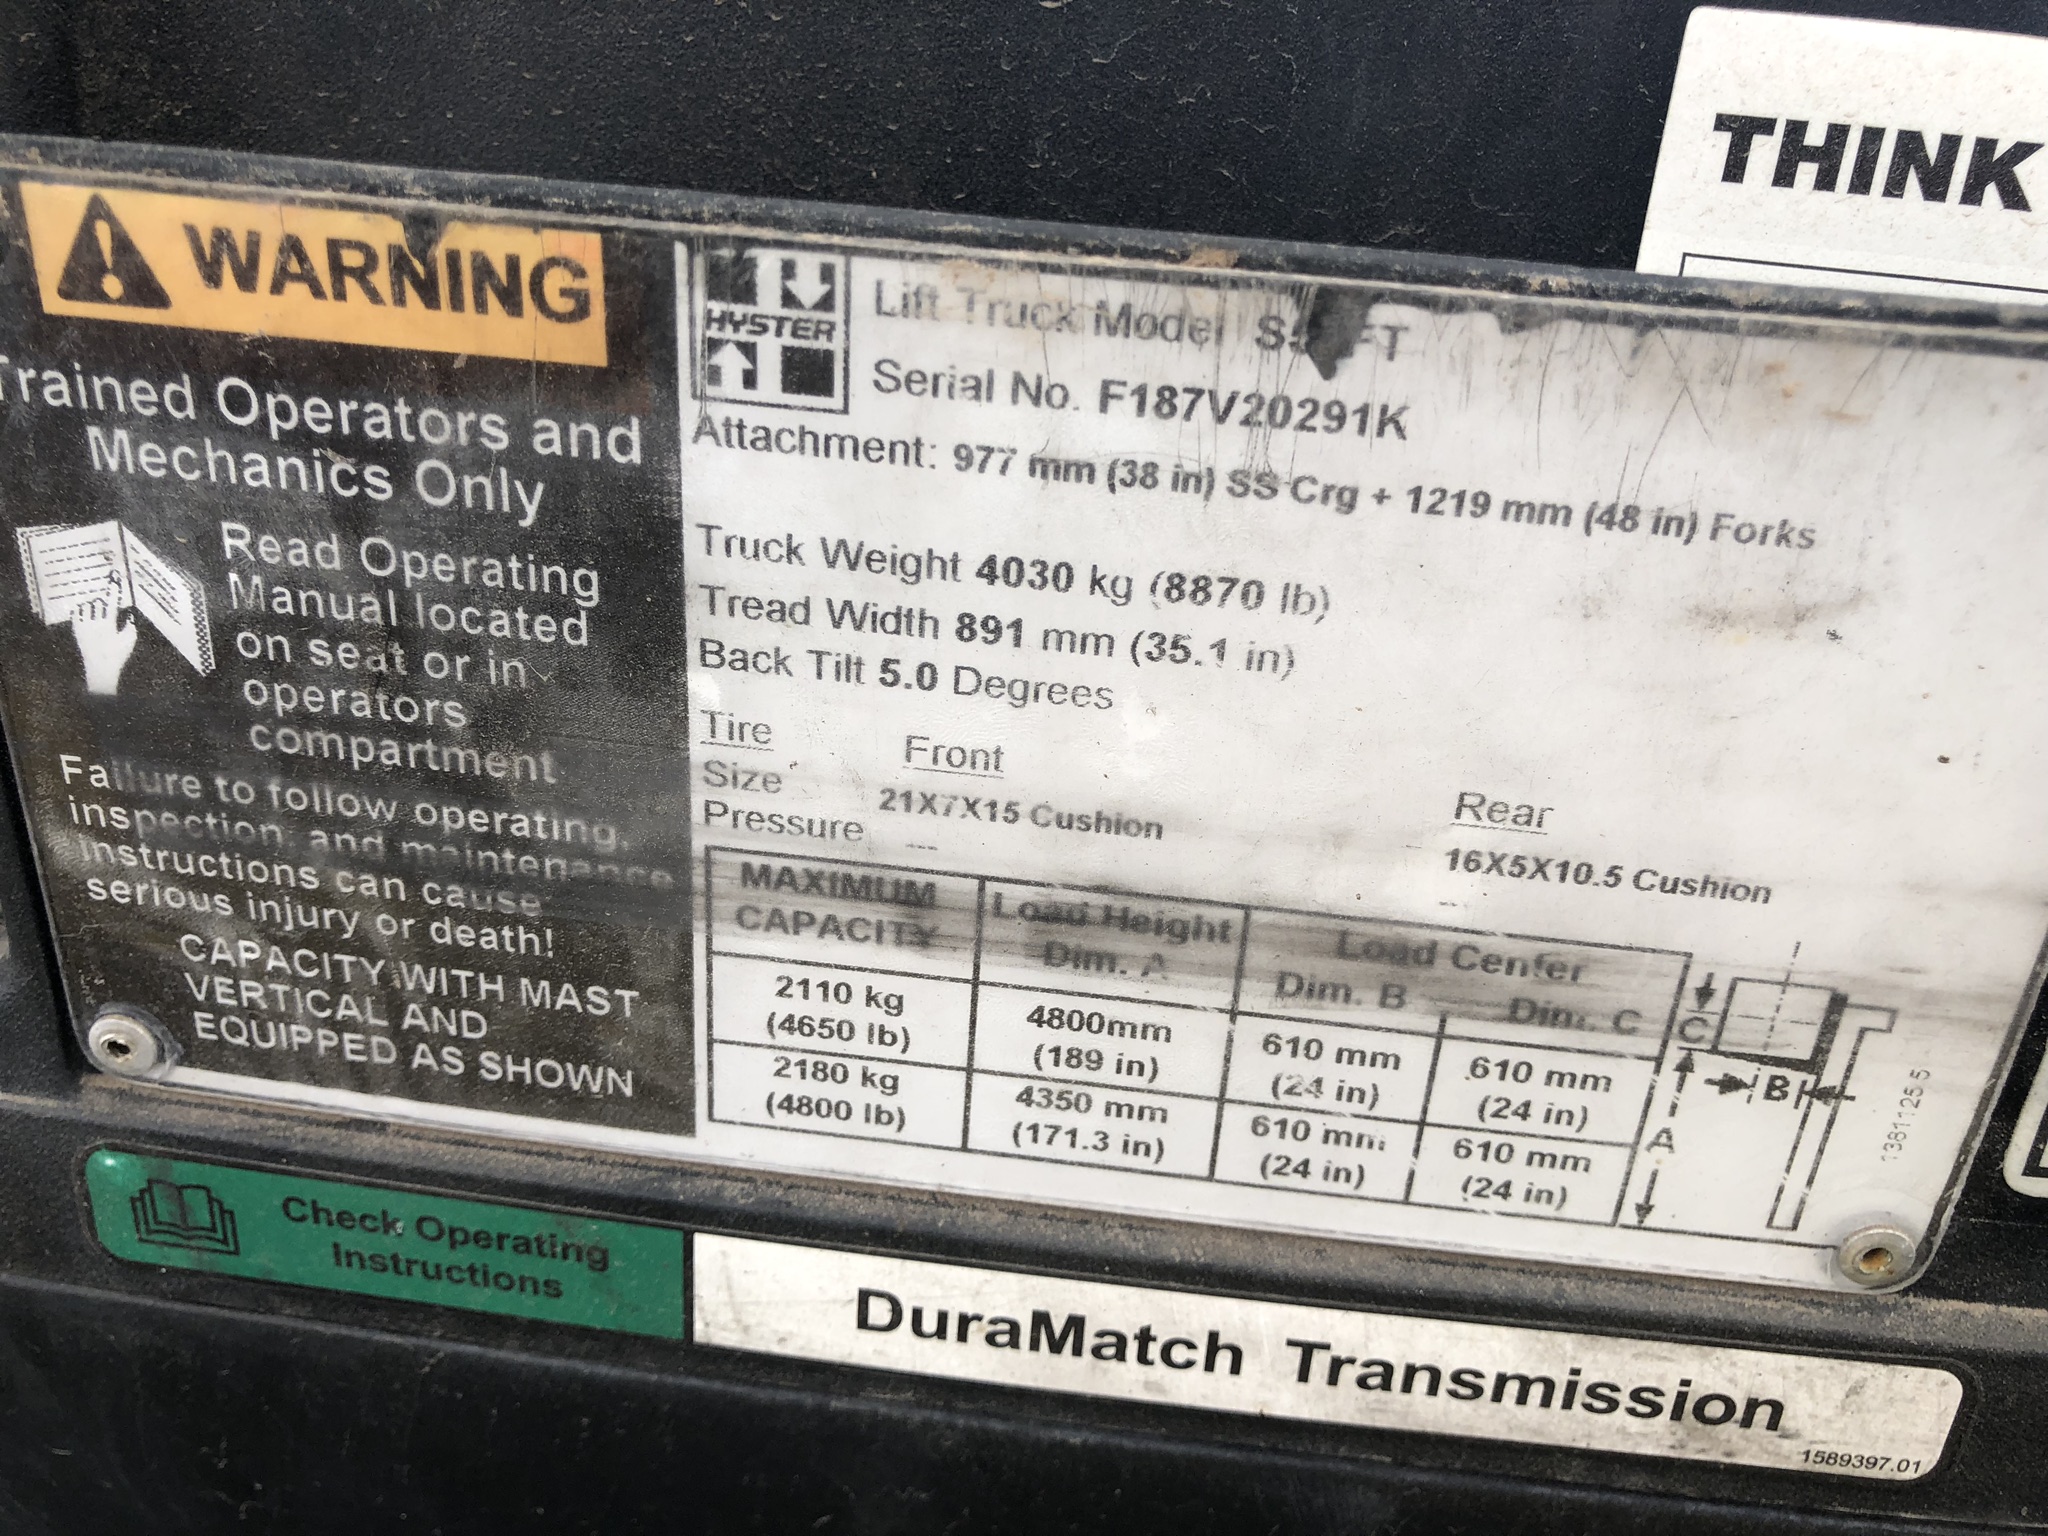 THINK
WARNING
Trained Operators and
Mechanics Only
Read Operating
Manual located
on seat or in
operators
compartment
Failure to follow operating,
inspection, and maintenance
instructions can cause
serious injury or death!
CAPACITY WITH MAST
VERTICAL AND
EQUIPPED AS SHOWN
HYSTER
Lift Truck Model
Serial No. F187V20291K
Attachment: 977 mm (38 in) SS Crg + 1219 mm (48 in) Forks
Truck Weight 4030 kg (8870 lb)
Tread Width 891 mm (35.1 in)
Back Tilt 5.0 Degrees
Tire Front Rear
Size 21X7X15 Cushion 16X5X10.5 Cushion
Pressure --- --
MAXIMUM CAPACITY Load Height Dim. A Load Center Dim. B Dim. C
2110 kg (4650 lb) 4800mm (189 in) 610 mm (24 in) 610 mm (24 in)
2180 kg (4800 lb) 4350 mm (171.3 in) 610 mm (24 in) 610 mm (24 in)
C
B
A
Check Operating
Instructions
DuraMatch Transmission
1589397.01